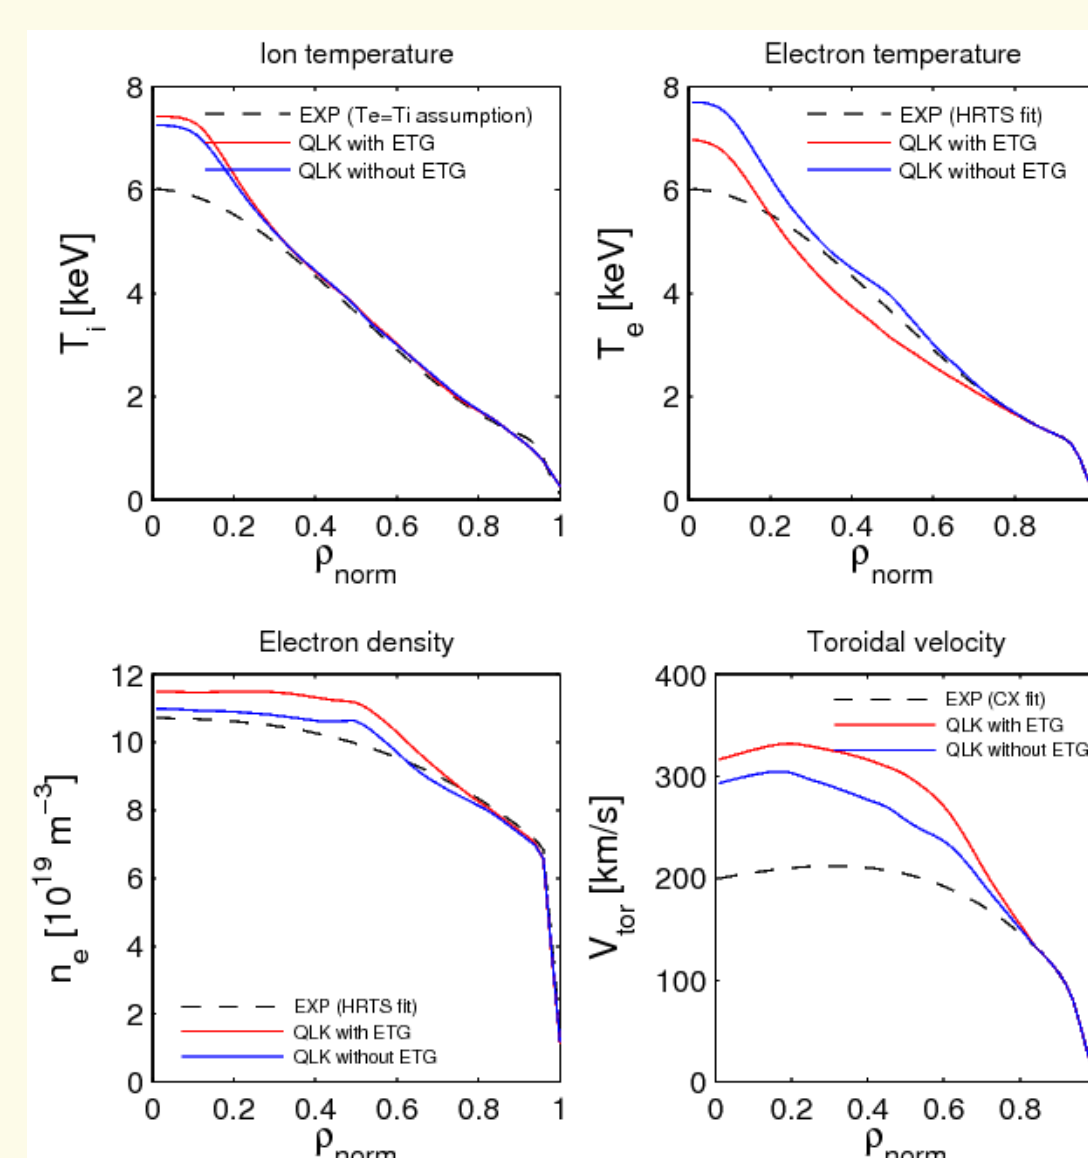 Ion temperature
8
6
4
2
0
T_i [keV]
EXP (Te=Ti assumption)
QLK with ETG
QLK without ETG
0 0.2 0.4 0.6 0.8 1
ρ_norm
Electron temperature
8
6
4
2
0
T_e [keV]
EXP (HRTS fit)
QLK with ETG
QLK without ETG
0 0.2 0.4 0.6 0.8
ρ_norm
Electron density
12
10
8
6
4
2
0
n_e [10^19 m^−3]
EXP (HRTS fit)
QLK with ETG
QLK without ETG
0 0.2 0.4 0.6 0.8 1
ρ_norm
Toroidal velocity
400
300
200
100
0
V_tor [km/s]
EXP (CX fit)
QLK with ETG
QLK without ETG
0 0.2 0.4 0.6 0.8
ρ_norm